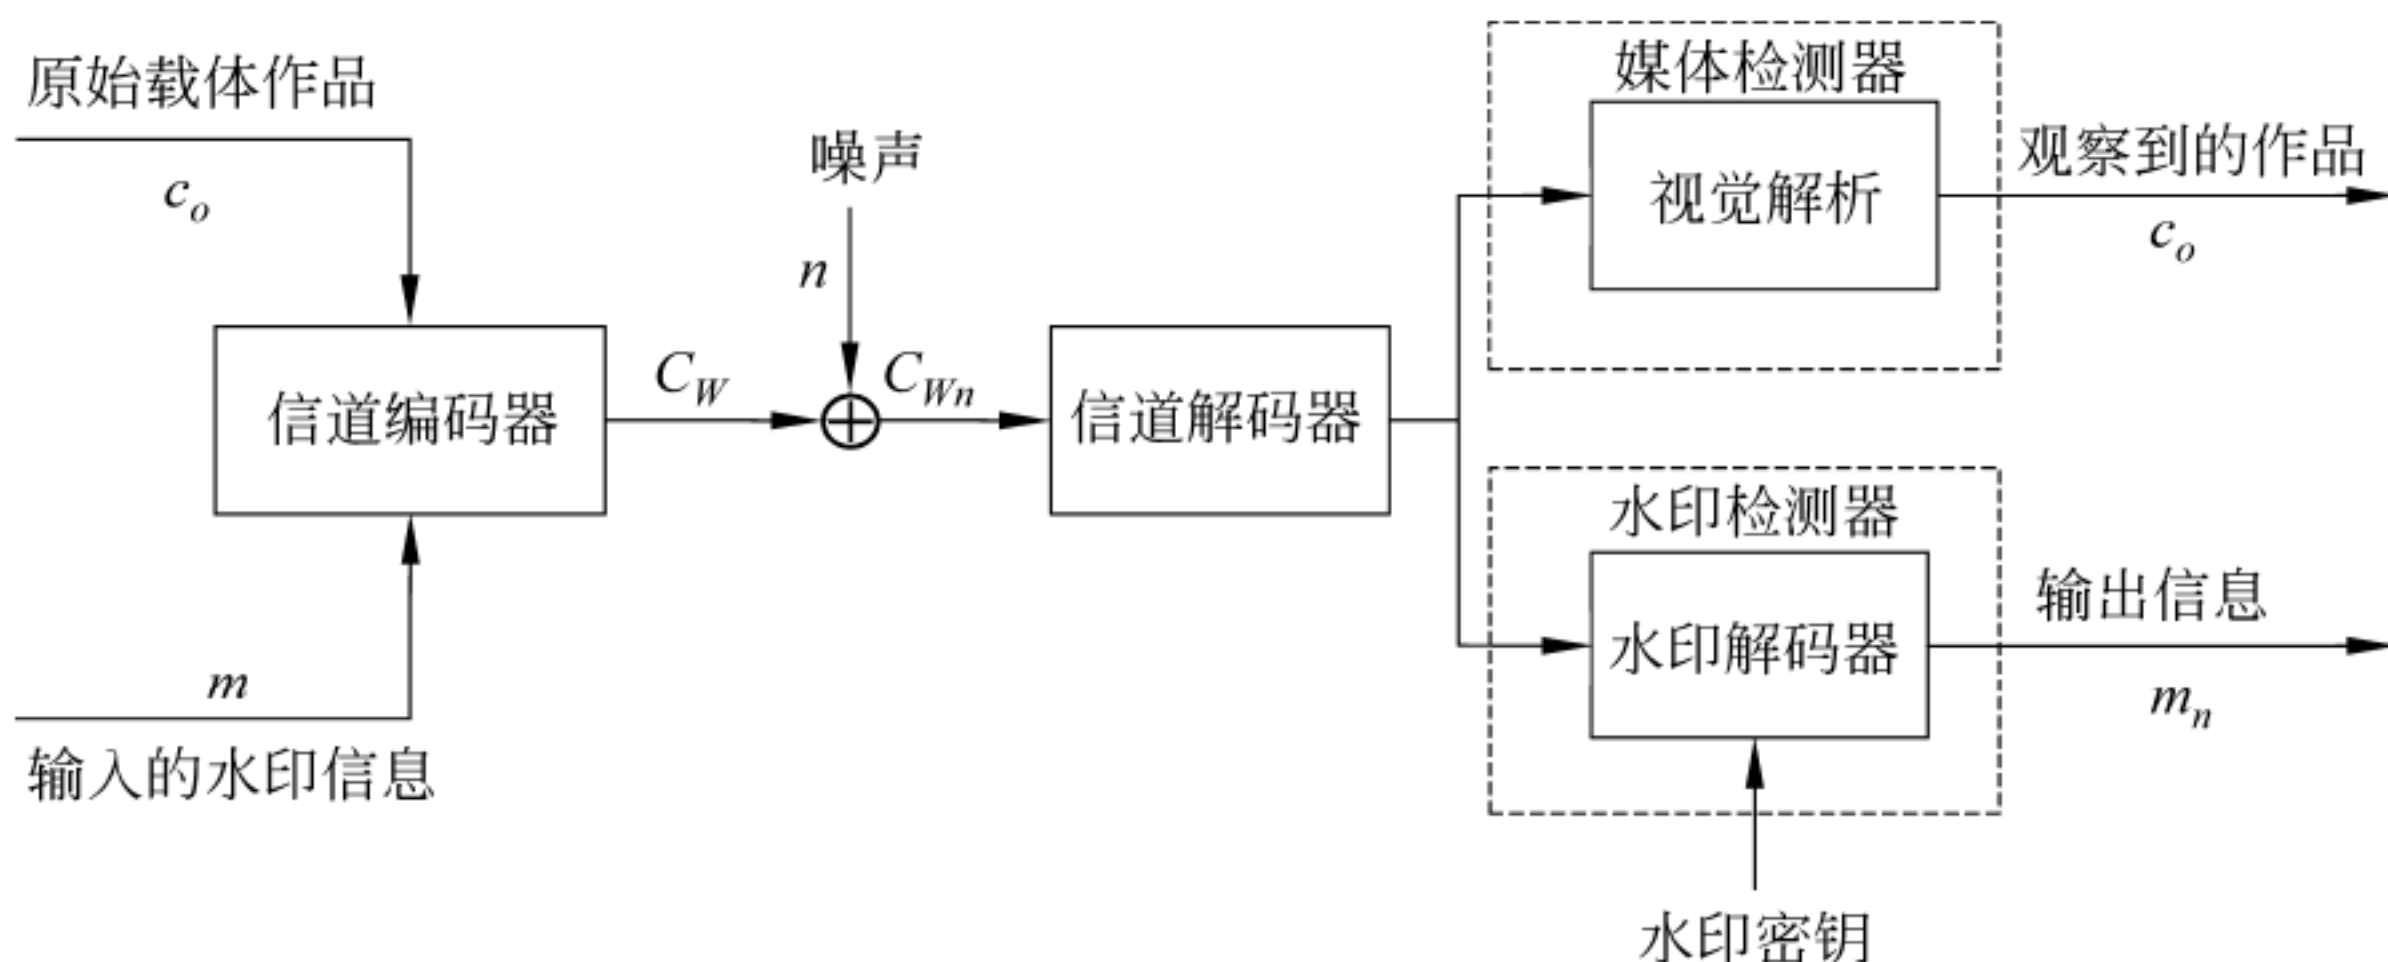 原始载体作品
c_o
噪声
n
媒体检测器
视觉解析
观察到的作品
c_o
信道编码器
C_W
C_{Wn}
信道解码器
水印检测器
水印解码器
输出信息
m_n
m
输入的水印信息
水印密钥